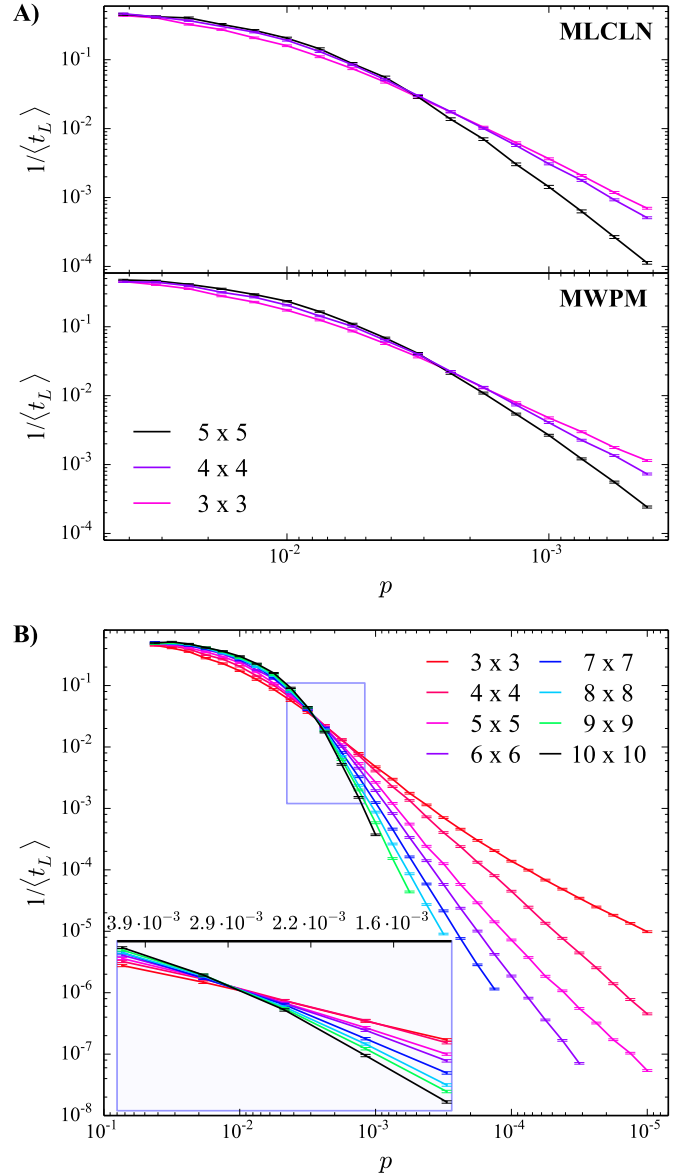 A)
MLCLN
1/⟨t_L⟩
10^-1
10^-2
10^-3
10^-4
MWPM
1/⟨t_L⟩
10^-1
10^-2
10^-3
10^-4
5 x 5
4 x 4
3 x 3
10^-2 10^-3
p
B)
1/⟨t_L⟩
10^-1
10^-2
10^-3
10^-4
10^-5
10^-6
10^-7
10^-8
3 x 3 7 x 7
4 x 4 8 x 8
5 x 5 9 x 9
6 x 6 10 x 10
3.9·10^-3 2.9·10^-3 2.2·10^-3 1.6·10^-3
10^-1 10^-2 10^-3 10^-4 10^-5
p